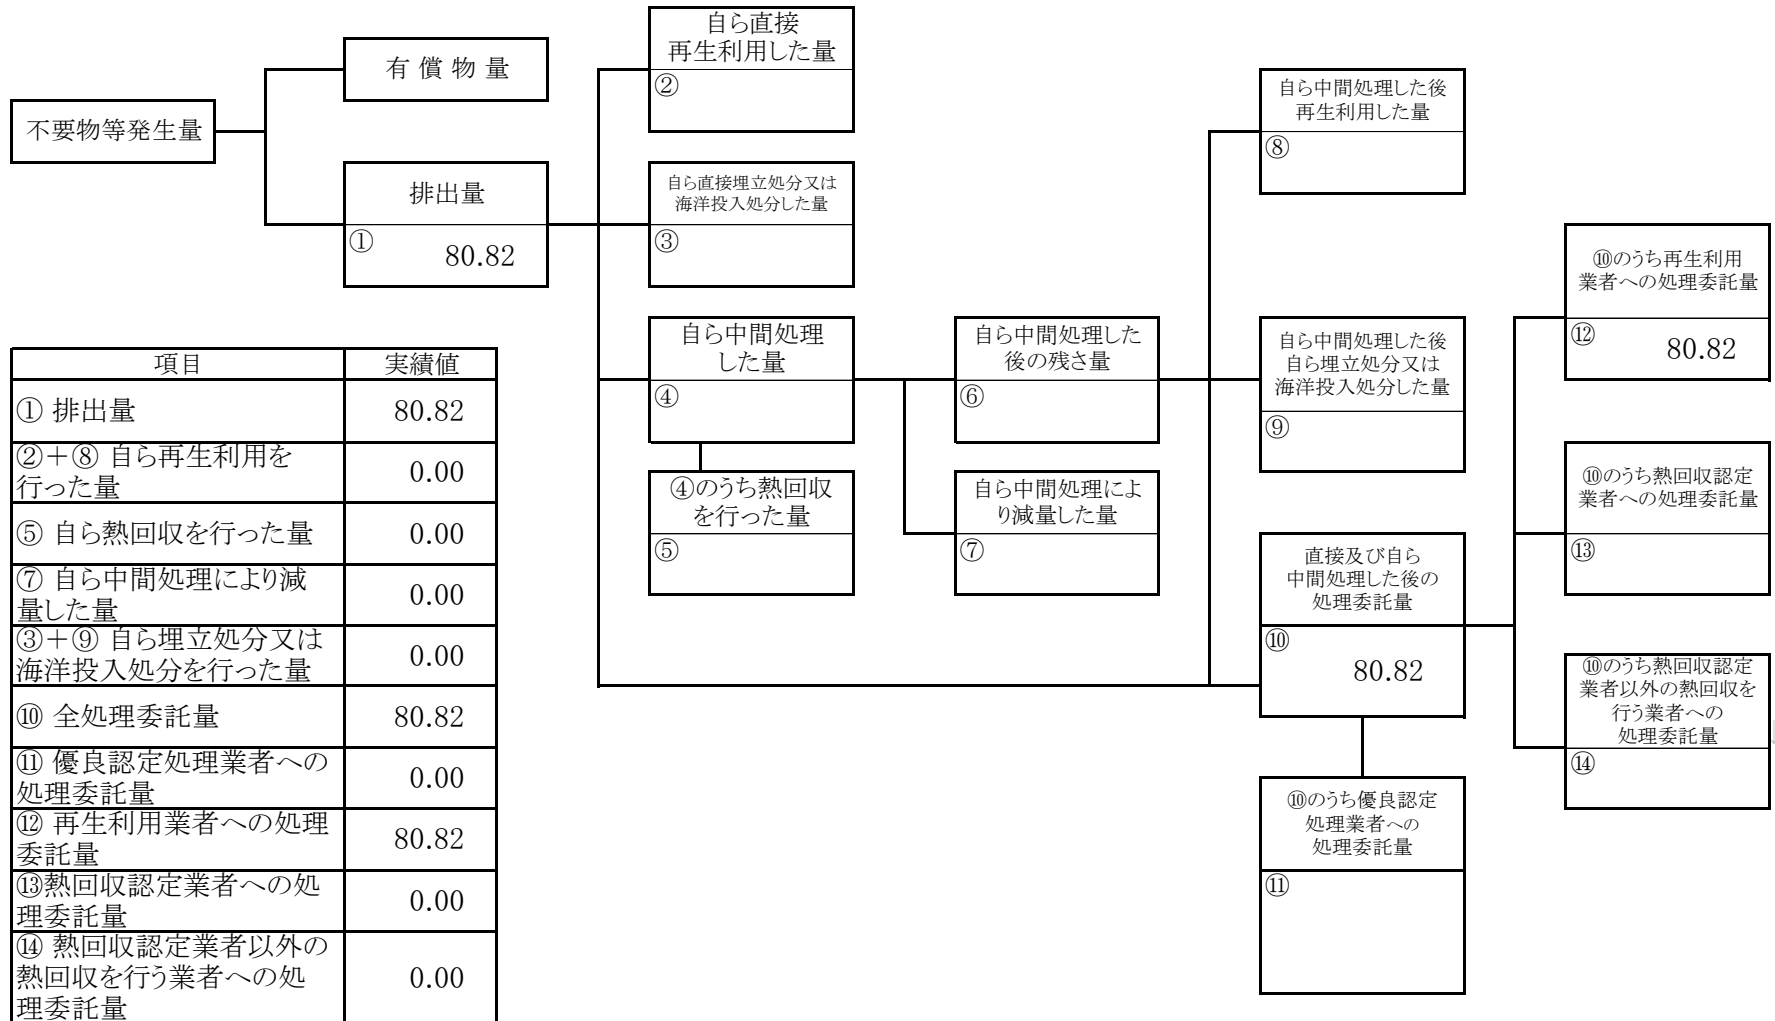 不要物等発生量
有 償 物 量
排出量
①
80.82
自ら直接
再生利用した量
②
自ら直接埋立処分又は
海洋投入処分した量
③
自ら中間処理
した量
④
④のうち熱回収
を行った量
⑤
自ら中間処理した
後の残さ量
⑥
自ら中間処理によ
り減量した量
⑦
自ら中間処理した後
再生利用した量
⑧
自ら中間処理した後
自ら埋立処分又は
海洋投入処分した量
⑨
直接及び自ら
中間処理した後の
処理委託量
⑩
80.82
⑩のうち優良認定
処理業者への
処理委託量
⑪
⑩のうち再生利用
業者への処理委託量
⑫
80.82
⑩のうち熱回収認定
業者への処理委託量
⑬
⑩のうち熱回収認定
業者以外の熱回収を
行う業者への
処理委託量
⑭
項目 実績値
① 排出量 80.82
②＋⑧ 自ら再生利用を
行った量 0.00
⑤ 自ら熱回収を行った量 0.00
⑦ 自ら中間処理により減
量した量 0.00
③＋⑨ 自ら埋立処分又は
海洋投入処分を行った量 0.00
⑩ 全処理委託量 80.82
⑪ 優良認定処理業者への
処理委託量 0.00
⑫ 再生利用業者への処理
委託量 80.82
⑬熱回収認定業者への処
理委託量 0.00
⑭ 熱回収認定業者以外の
熱回収を行う業者への処
理委託量 0.00